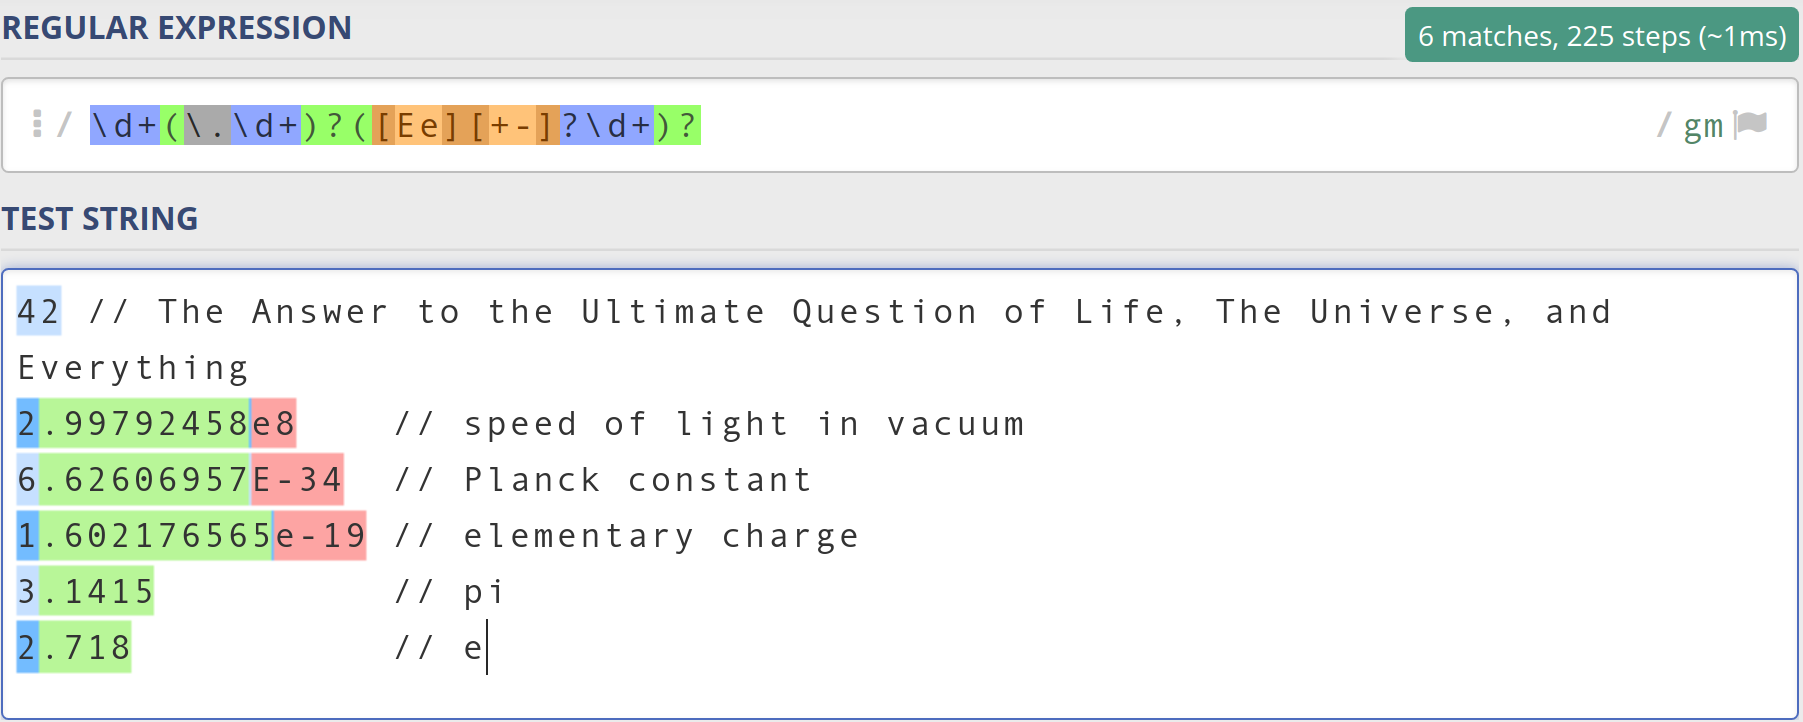 REGULAR EXPRESSION
6 matches, 225 steps (~1ms)
/ \d+(\.\d+)?([Ee][+-]?\d+)? / gm
TEST STRING
42 // The Answer to the Ultimate Question of Life, The Universe, and
Everything
2.99792458e8    // speed of light in vacuum
6.62606957E-34  // Planck constant
1.602176565e-19 // elementary charge
3.1415          // pi
2.718           // e